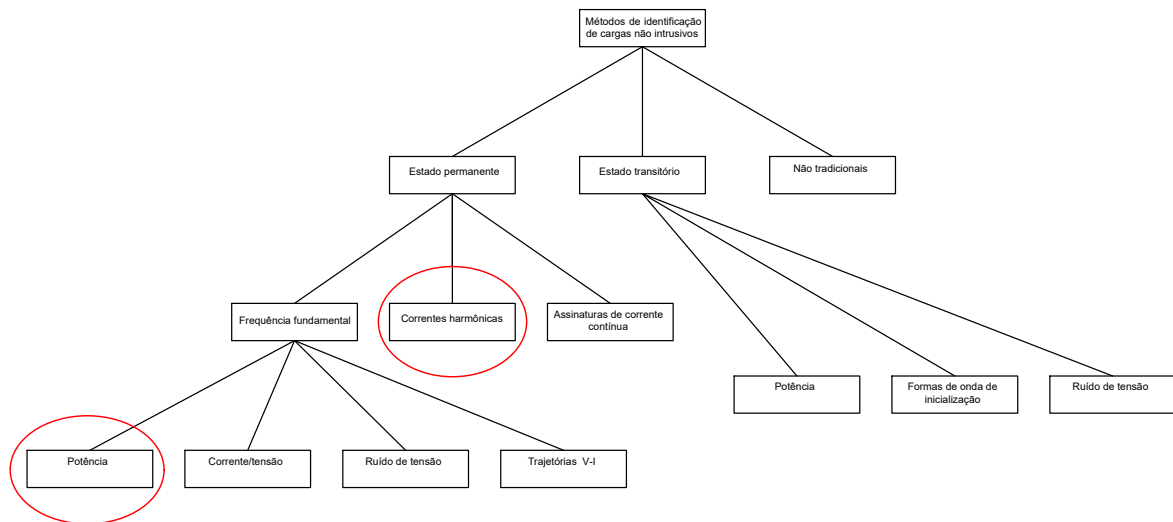 Métodos de identificação
de cargas não intrusivos
Estado permanente
Estado transitório
Não tradicionais
Frequência fundamental
Correntes harmônicas
Assinaturas de corrente
contínua
Potência
Formas de onda de
inicialização
Ruído de tensão
Potência
Corrente/tensão
Ruído de tensão
Trajetórias V-I